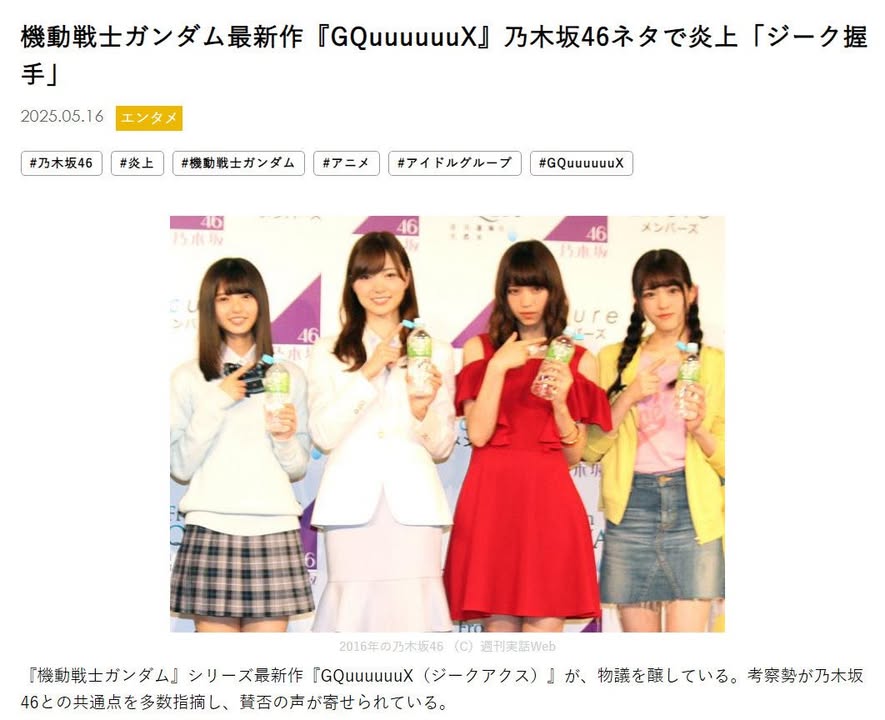 機動戦士ガンダム最新作『GQuuuuuuX』乃木坂46ネタで炎上「ジーク握
手」
2025.05.16 エンタメ
#乃木坂46 #炎上 #機動戦士ガンダム #アニメ #アイドルグループ #GQuuuuuuX
46
乃木坂
46
46
乃木坂
メンバーズ
46
ure
メンバーズ
46
2016年の乃木坂46 （C）週刊実話Web
『機動戦士ガンダム』シリーズ最新作『GQuuuuuuX（ジークアクス）』が、物議を醸している。考察勢が乃木坂
46との共通点を多数指摘し、賛否の声が寄せられている。